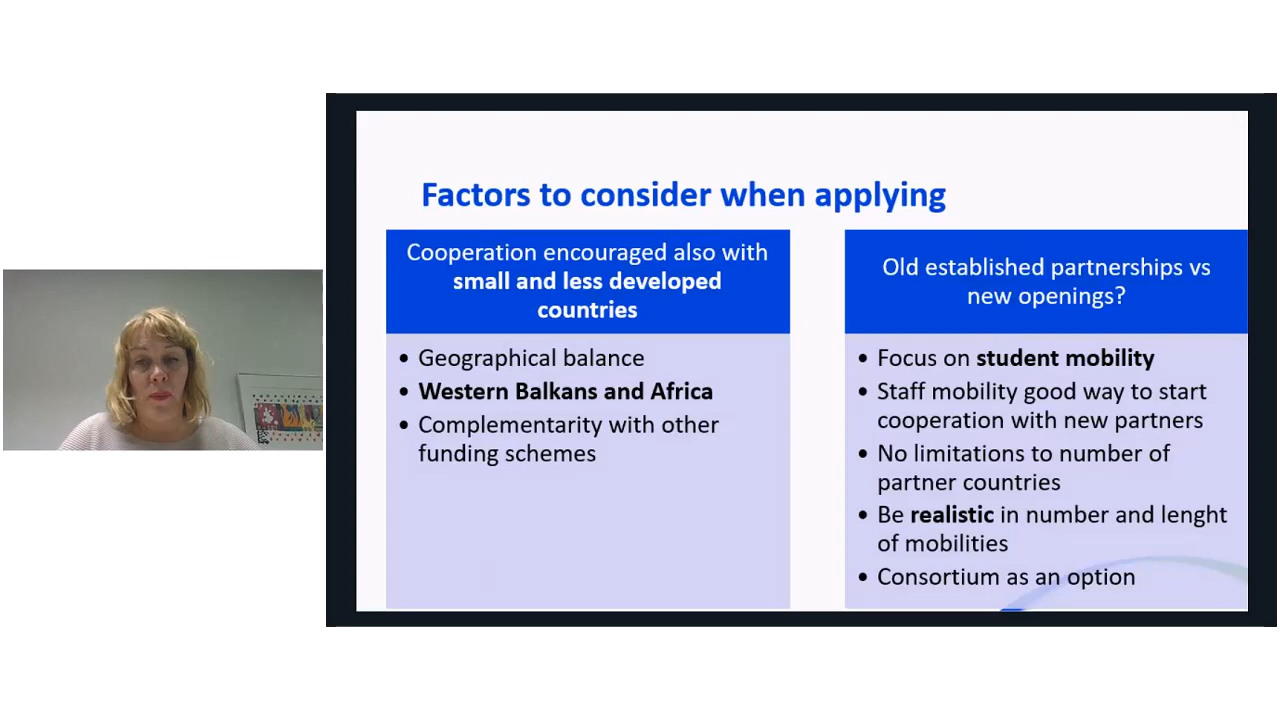 Factors to consider when applying
Cooperation encouraged also with
small and less developed
countries
• Geographical balance
• Western Balkans and Africa
• Complementarity with other
funding schemes
Old established partnerships vs
new openings?
• Focus on student mobility
• Staff mobility good way to start
cooperation with new partners
• No limitations to number of
partner countries
• Be realistic in number and lenght
of mobilities
• Consortium as an option